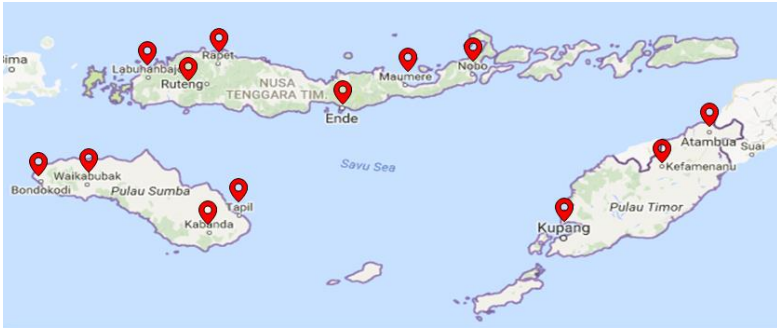 Bima
Labuhanbajo
Rapet
Ruteng
NUSA
TENGGARA TIM.
Maumere
Nobo
Ende
Savu Sea
Atambua
Suai
Kefamenanu
Bondokodi
Waikabubak
Pulau Sumba
Tapil
Kabanda
Pulau Timor
Kupang